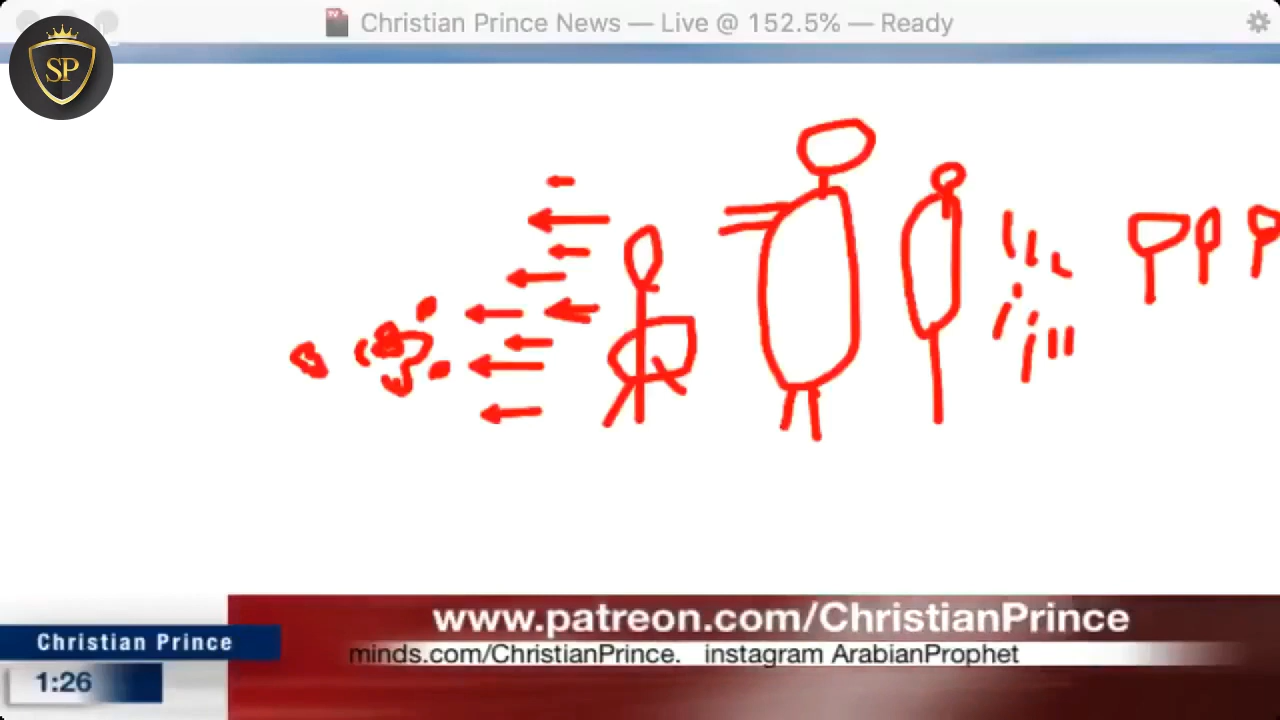 Christian Prince News — Live @ 152.5% — Ready
SP
www.patreon.com/ChristianPrince
Christian Prince
minds.com/ChristianPrince. instagram ArabianProphet
1:26